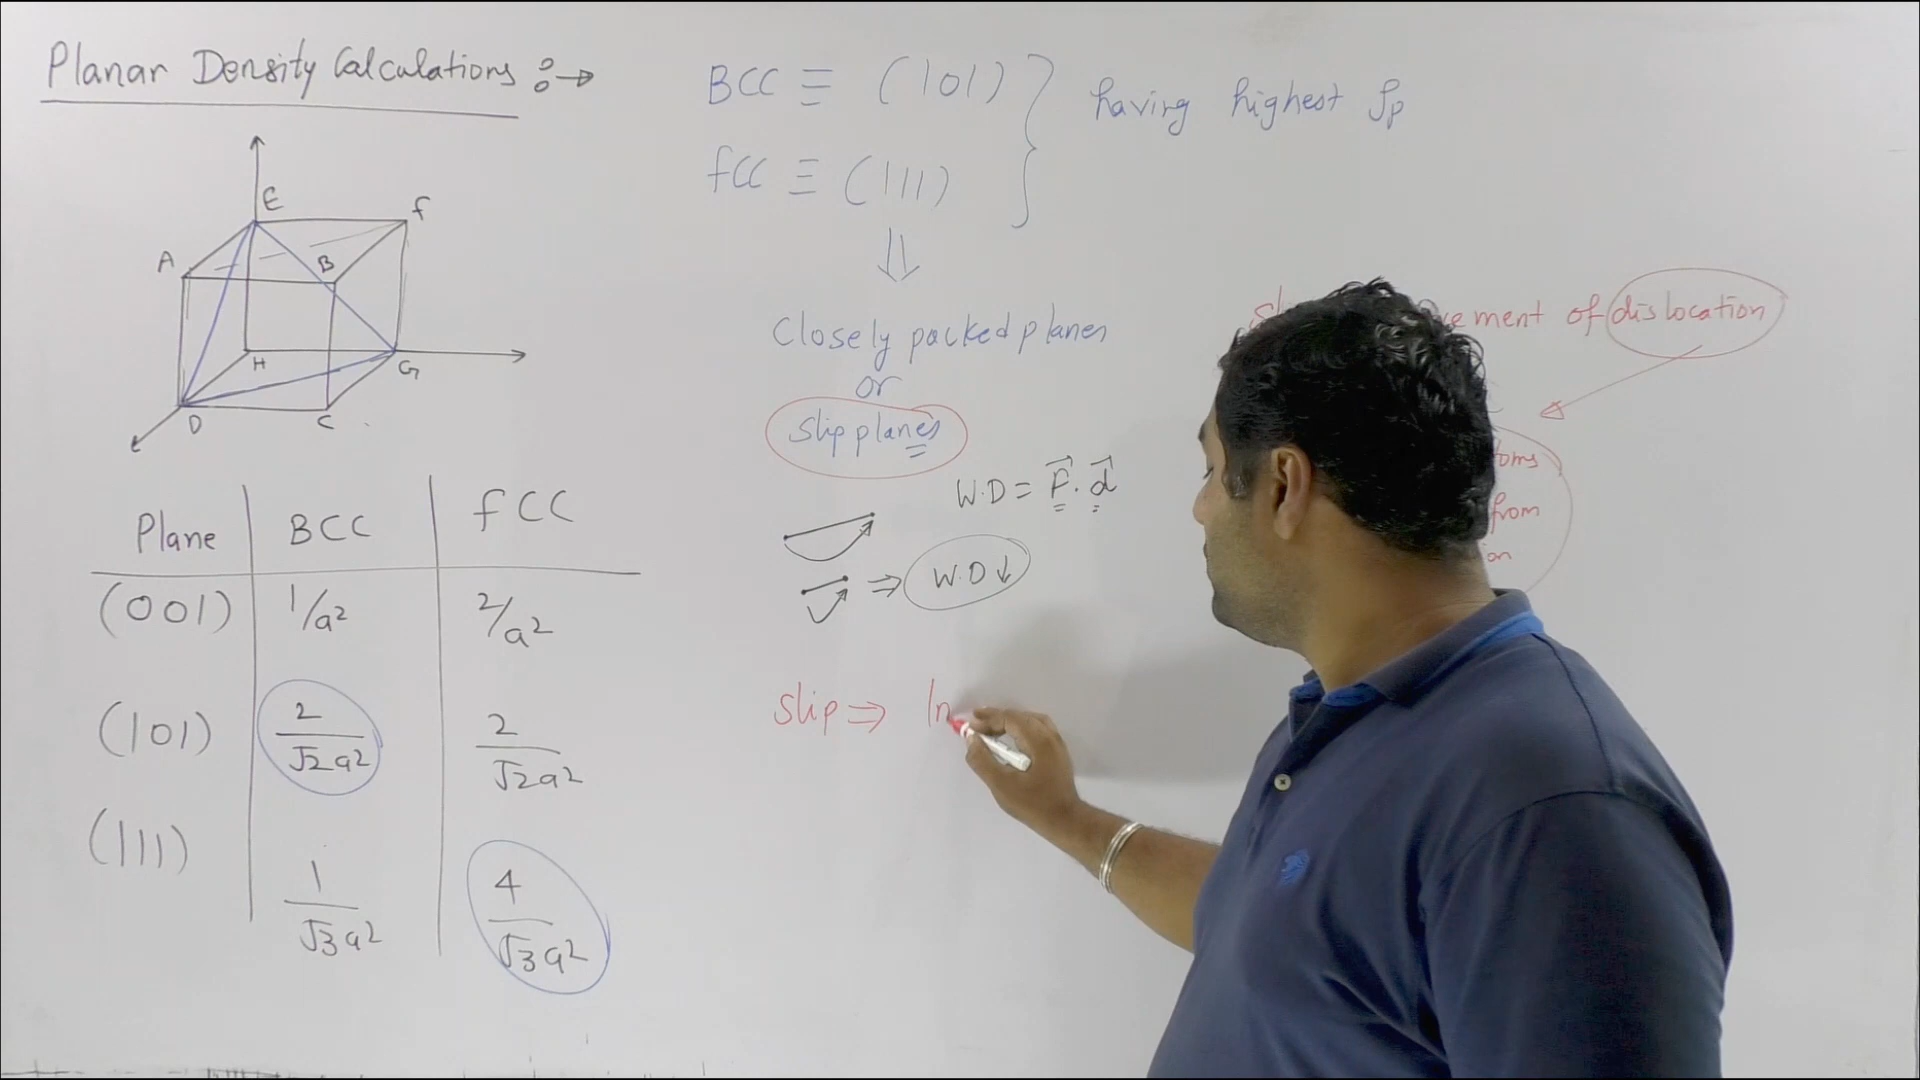 Planar Density Calculations :→
E
f
A
B
H
G
D
C
Plane BCC fCC
(001) 1/a² 2/a²
(101) 2/√2a² 2/√2a²
(111) 1/√3a² 4/√3a²
BCC ≡ (101) } having highest ρp
fCC ≡ (111)
⇓
Closely packed planes
or
Slip planes
W.D = F⃗ . d⃗
⇒ W.D ↓
Slip ⇒ In
of dislocation
from